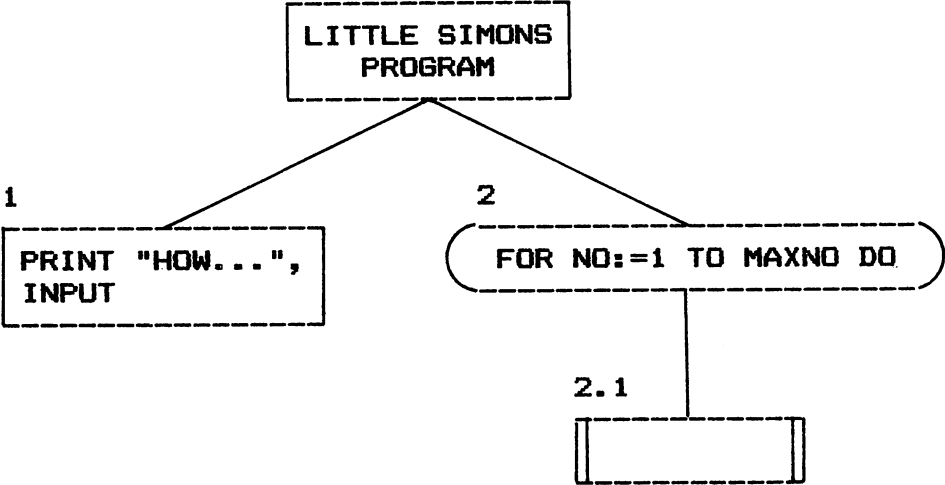 LITTLE SIMONS
PROGRAM
1
PRINT "HOW...",
INPUT
2
FOR NO:=1 TO MAXNO DO
2.1